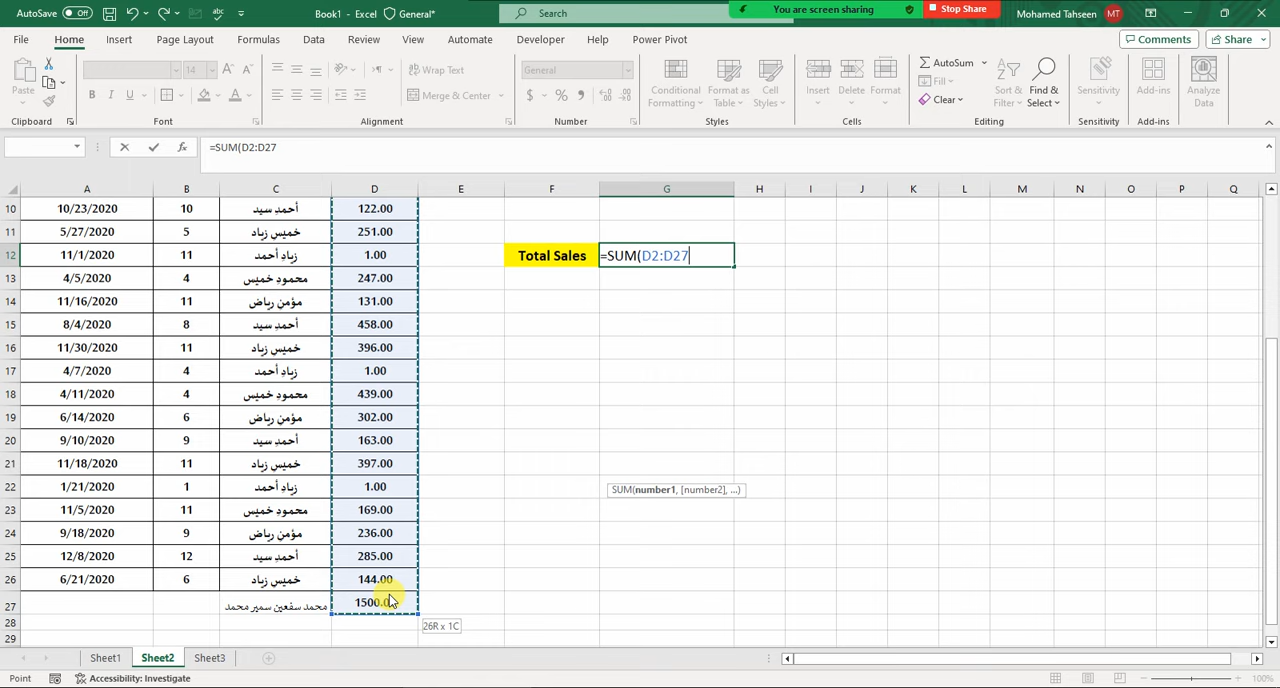 AutoSave Off Book1 - Excel General* Search You are screen sharing Stop Share Mohamed Tahseen MT
File Home Insert Page Layout Formulas Data Review View Automate Developer Help Power Pivot Comments Share
Paste 14 Wrap Text General Conditional Format as Cell Insert Delete Format AutoSum Sort & Find & Sensitivity Add-ins Analyze
B I U Merge & Center $ % Formatting Table Styles Fill Filter Select Data
Clear
Clipboard Font Alignment Number Styles Cells Editing Sensitivity Add-ins
=SUM(D2:D27
A B C D E F G H I J K L M N O P Q
10 10/23/2020 10 أحمد سيد 122.00
11 5/27/2020 5 خميس زياد 251.00
12 11/1/2020 11 زياد أحمد 1.00 Total Sales =SUM(D2:D27
13 4/5/2020 4 محمود خميس 247.00
14 11/16/2020 11 مؤمن رياض 131.00
15 8/4/2020 8 أحمد سيد 458.00
16 11/30/2020 11 خميس زياد 396.00
17 4/7/2020 4 زياد أحمد 1.00
18 4/11/2020 4 محمود خميس 439.00
19 6/14/2020 6 مؤمن رياض 302.00
20 9/10/2020 9 أحمد سيد 163.00
21 11/18/2020 11 خميس زياد 397.00
22 1/21/2020 1 زياد أحمد 1.00 SUM(number1, [number2], ...)
23 11/5/2020 11 محمود خميس 169.00
24 9/18/2020 9 مؤمن رياض 236.00
25 12/8/2020 12 أحمد سيد 285.00
26 6/21/2020 6 خميس زياد 144.00
27 محمد سفعين سمير محمد
28 26R x 1C
29
Sheet1 Sheet2 Sheet3
Point Accessibility: Investigate 100%